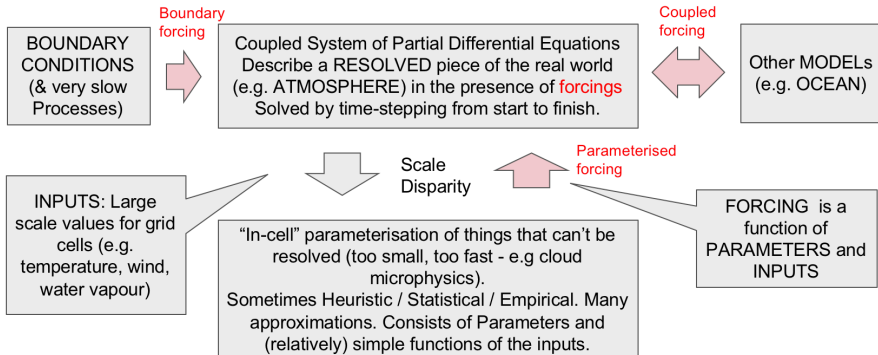 Boundary
forcing
Coupled
forcing
BOUNDARY
CONDITIONS
(& very slow
Processes)
Coupled System of Partial Differential Equations
Describe a RESOLVED piece of the real world
(e.g. ATMOSPHERE) in the presence of forcings
Solved by time-stepping from start to finish.
Other MODELs
(e.g. OCEAN)
Scale
Disparity
Parameterised
forcing
INPUTS: Large
scale values for grid
cells (e.g.
temperature, wind,
water vapour)
FORCING is a
function of
PARAMETERS and
INPUTS
“In-cell” parameterisation of things that can’t be
resolved (too small, too fast - e.g cloud
microphysics).
Sometimes Heuristic / Statistical / Empirical. Many
approximations. Consists of Parameters and
(relatively) simple functions of the inputs.